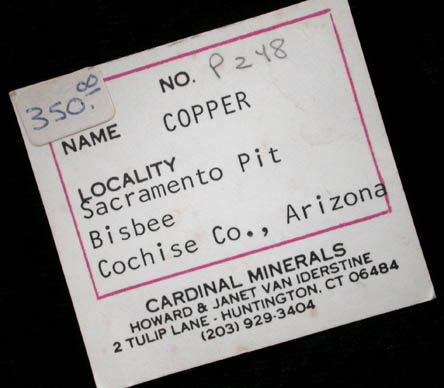 350.00
NO. P248
NAME COPPER
LOCALITY
Sacramento Pit
Bisbee
Cochise Co., Arizona
CARDINAL MINERALS
HOWARD & JANET VAN IDERSTINE
2 TULIP LANE - HUNTINGTON, CT 06484
(203) 929-3404